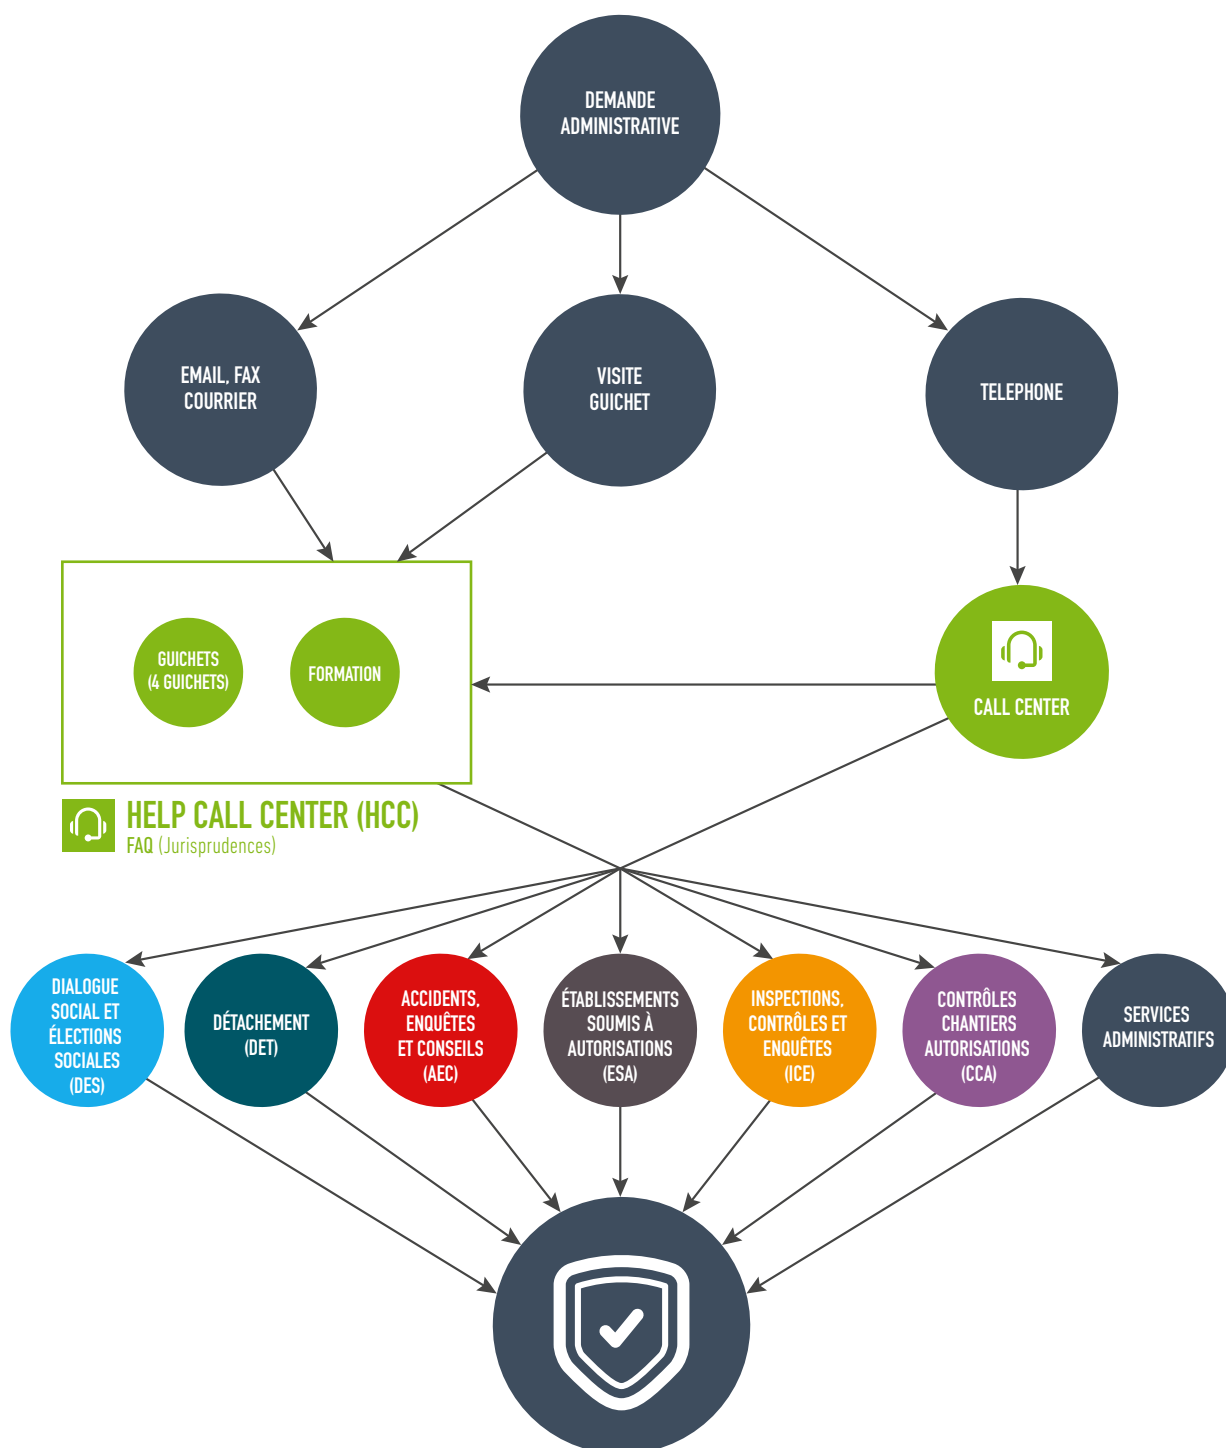 DEMANDE
ADMINISTRATIVE
EMAIL, FAX
COURRIER
VISITE
GUICHET
TELEPHONE
GUICHETS
(4 GUICHETS)
FORMATION
CALL CENTER
HELP CALL CENTER (HCC)
FAQ (Jurisprudences)
DIALOGUE
SOCIAL ET
ÉLECTIONS
SOCIALES
(DES)
DÉTACHEMENT
(DET)
ACCIDENTS,
ENQUÊTES
ET CONSEILS
(AEC)
ÉTABLISSEMENTS
SOUMIS À
AUTORISATIONS
(ESA)
INSPECTIONS,
CONTRÔLES ET
ENQUÊTES
(ICE)
CONTRÔLES
CHANTIERS
AUTORISATIONS
(CCA)
SERVICES
ADMINISTRATIFS